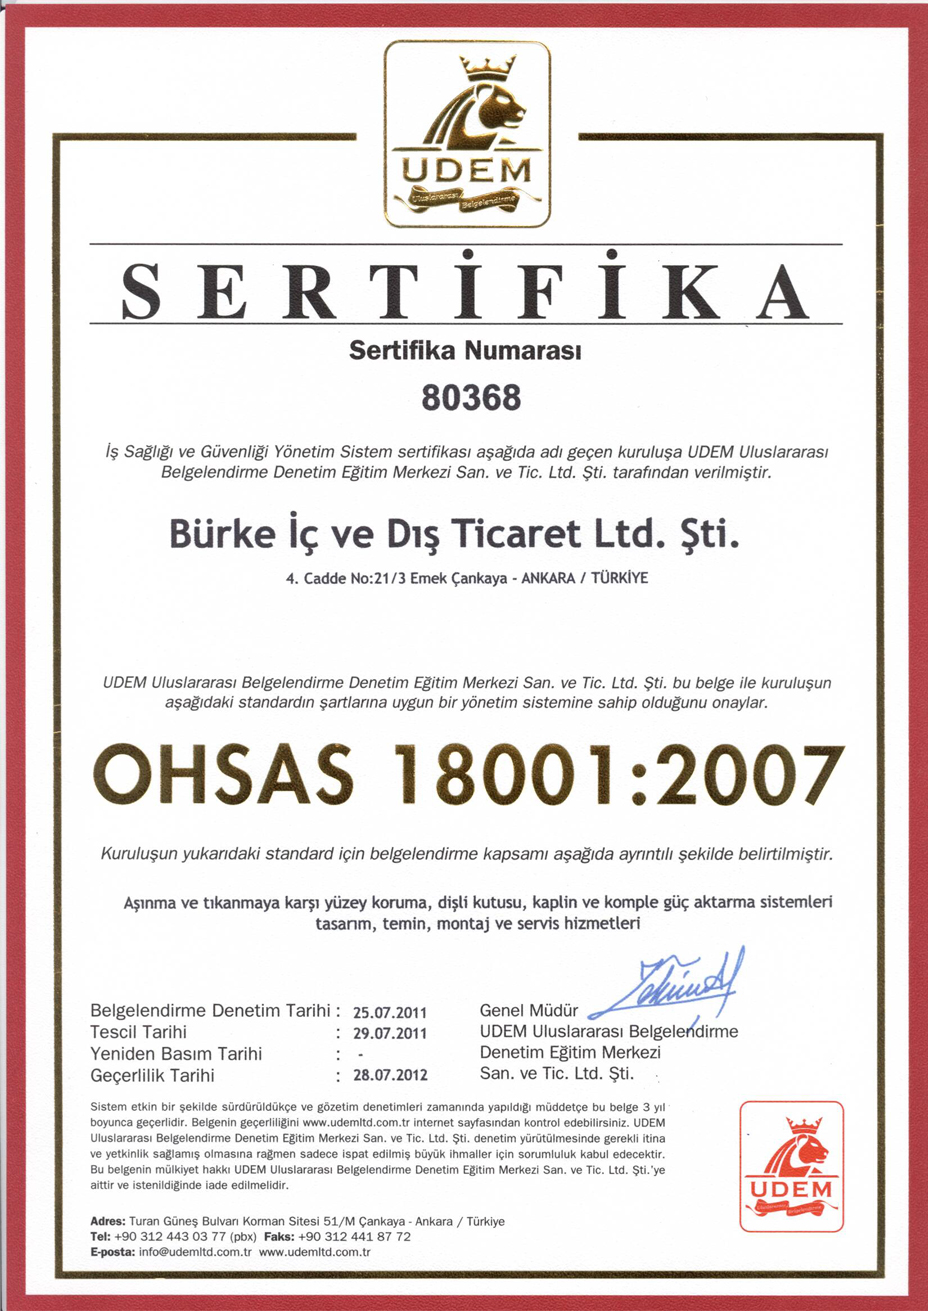 UDEM
Uluslararası Belgelendirme
SERTİFİKA
Sertifika Numarası
80368
İş Sağlığı ve Güvenliği Yönetim Sistem sertifikası aşağıda adı geçen kuruluşa UDEM Uluslararası
Belgelendirme Denetim Eğitim Merkezi San. ve Tic. Ltd. Şti. tarafından verilmiştir.
Bürke İç ve Dış Ticaret Ltd. Şti.
4. Cadde No:21/3 Emek Çankaya - ANKARA / TÜRKİYE
UDEM Uluslararası Belgelendirme Denetim Eğitim Merkezi San. ve Tic. Ltd. Şti. bu belge ile kuruluşun
aşağıdaki standardın şartlarına uygun bir yönetim sistemine sahip olduğunu onaylar.
OHSAS 18001:2007
Kuruluşun yukarıdaki standard için belgelendirme kapsamı aşağıda ayrıntılı şekilde belirtilmiştir.
Aşınma ve tıkanmaya karşı yüzey koruma, dişli kutusu, kaplin ve komple güç aktarma sistemleri
tasarım, temin, montaj ve servis hizmetleri
Belgelendirme Denetim Tarihi : 25.07.2011
Tescil Tarihi : 29.07.2011
Yeniden Basım Tarihi : -
Geçerlilik Tarihi : 28.07.2012
Genel Müdür
UDEM Uluslararası Belgelendirme
Denetim Eğitim Merkezi
San. ve Tic. Ltd. Şti.
Sistem etkin bir şekilde sürdürüldükçe ve gözetim denetimleri zamanında yapıldığı müddetçe bu belge 3 yıl
boyunca geçerlidir. Belgenin geçerliliğini www.udemltd.com.tr internet sayfasından kontrol edebilirsiniz. UDEM
Uluslararası Belgelendirme Denetim Eğitim Merkezi San. ve Tic. Ltd. Şti. denetim yürütülmesinde gerekli itina
ve yetkinlik sağlamış olmasına rağmen sadece ispat edilmiş büyük ihmaller için sorumluluk kabul edecektir.
Bu belgenin mülkiyet hakkı UDEM Uluslararası Belgelendirme Denetim Eğitim Merkezi San. ve Tic. Ltd. Şti.'ye
aittir ve istenildiğinde iade edilmelidir.
Adres: Turan Güneş Bulvarı Korman Sitesi 51/M Çankaya - Ankara / Türkiye
Tel: +90 312 443 03 77 (pbx) Faks: +90 312 441 87 72
E-posta: info@udemltd.com.tr www.udemltd.com.tr
UDEM
Uluslararası Belgelendirme